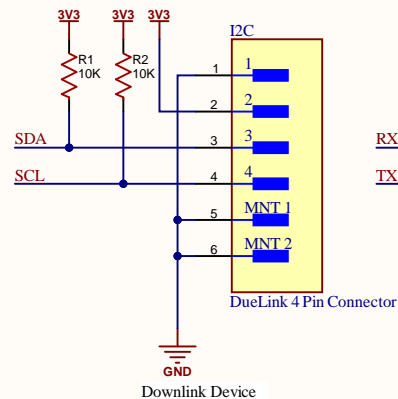 3V3 3V3 3V3
I2C
R1
10K
R2
10K
1 1
2 2
SDA 3 3 RX
SCL 4 4 TX
5 MNT 1
6 MNT 2
DueLink 4 Pin Connector
GND
Downlink Device